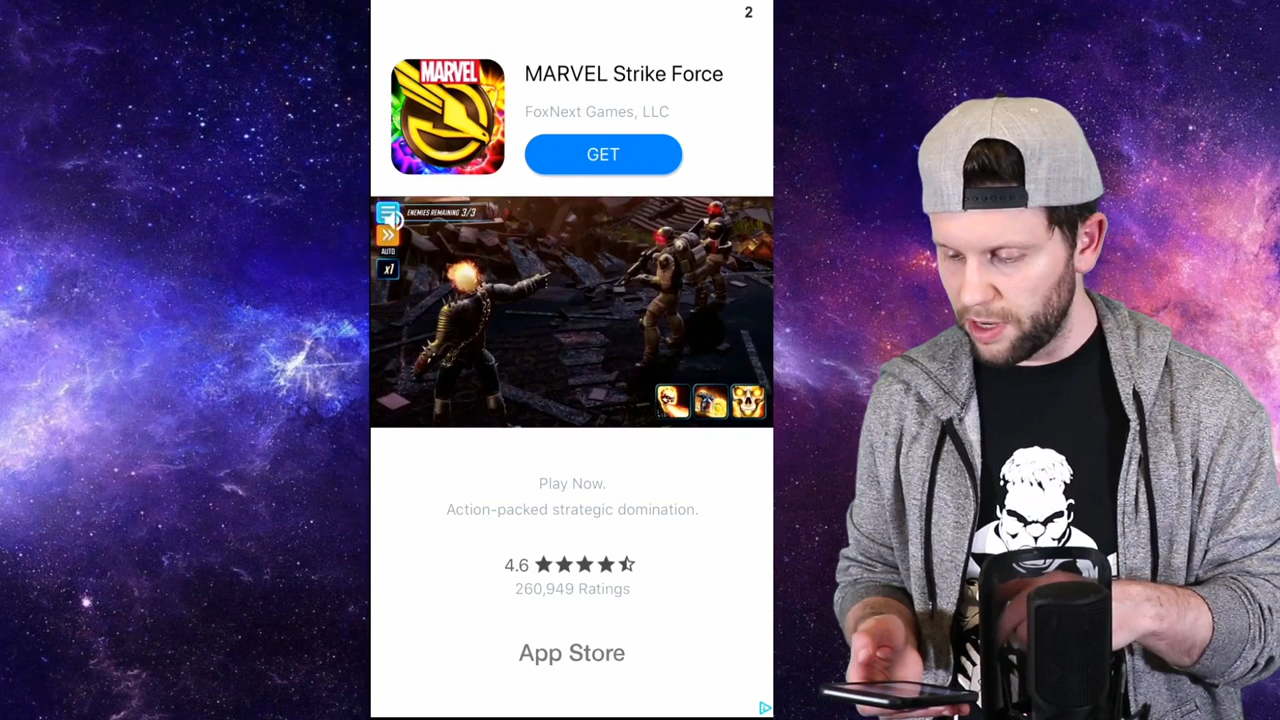 2
MARVEL
MARVEL Strike Force
FoxNext Games, LLC
GET
ENEMIES REMAINING 3/3
AUTO
x1
Play Now.
Action-packed strategic domination.
4.6
260,949 Ratings
App Store